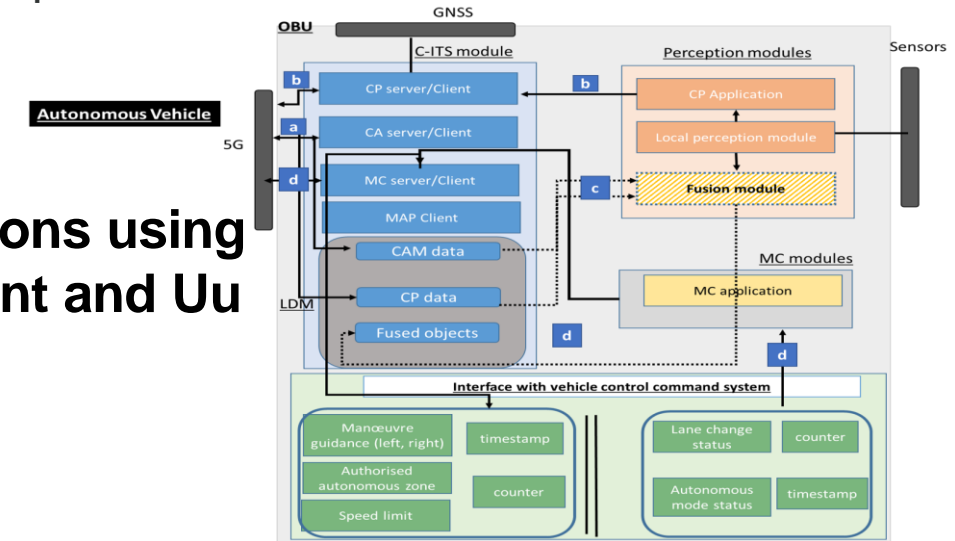 GNSS
OBU
C-ITS module
Perception modules
Sensors
b
CP server/Client
b
CP Application
Autonomous Vehicle
a
CA server/Client
Local perception module
5G
d
MC server/Client
c
Fusion module
ons using
MAP Client
CAM data
MC modules
nt and Uu
LDM
CP data
MC application
Fused objects
d
d
Interface with vehicle control command system
Manœuvre
guidance (left, right)
timestamp
Authorised
autonomous zone
counter
Speed limit
Lane change
status
counter
Autonomous
mode status
timestamp